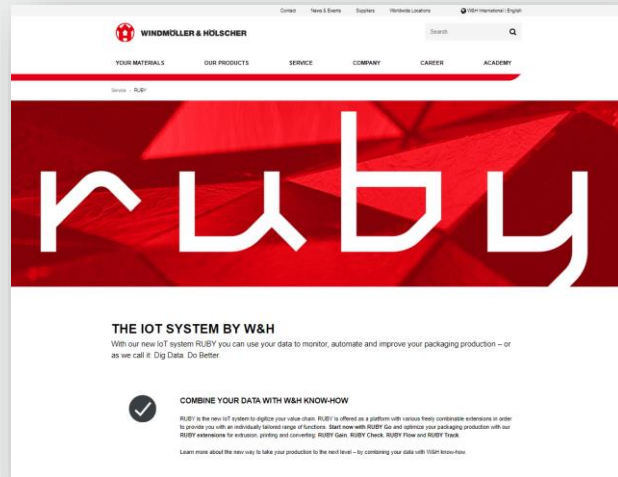 Contact News & Events Suppliers Worldwide Locations W&H International | English
WINDMÖLLER & HÖLSCHER
Search
YOUR MATERIALS OUR PRODUCTS SERVICE COMPANY CAREER ACADEMY
Service › RUBY
ruby
THE IOT SYSTEM BY W&H
With our new IoT system RUBY you can use your data to monitor, automate and improve your packaging production – or
as we call it: Dig Data. Do Better.
COMBINE YOUR DATA WITH W&H KNOW-HOW
RUBY is the new IoT system to digitize your value chain. RUBY is offered as a platform with various freely combinable extensions in order
to provide you with an individually tailored range of functions. Start now with RUBY Go and optimize your packaging production with our
RUBY extensions for extrusion, printing and converting: RUBY Gain, RUBY Check, RUBY Flow and RUBY Track.
Learn more about the new way to take your production to the next level – by combining your data with W&H know-how.